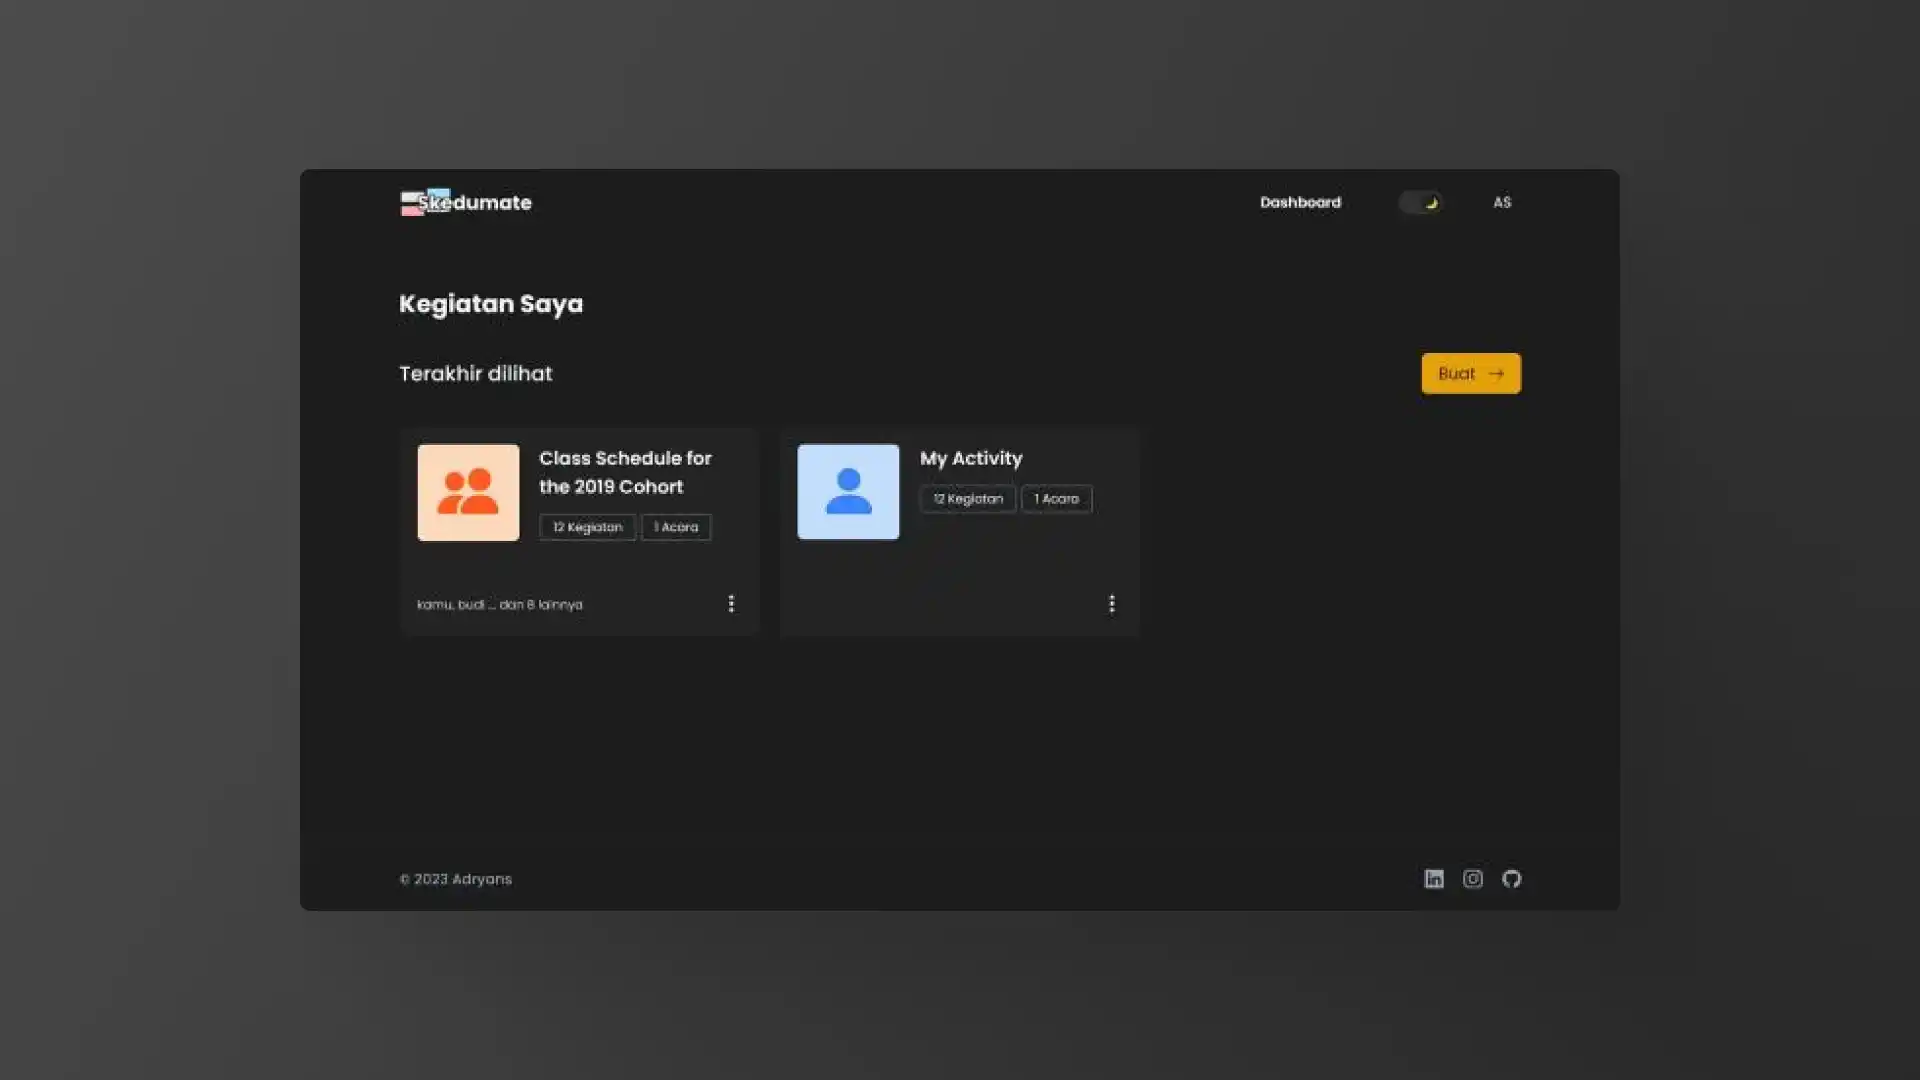 Skedumate
Dashboard
AS
Kegiatan Saya
Terakhir dilihat
Buat →
Class Schedule for
the 2019 Cohort
12 Kegiatan
1 Acara
kamu, budi ... dan 8 lainnya
My Activity
12 Kegiatan
1 Acara
© 2023 Adryans